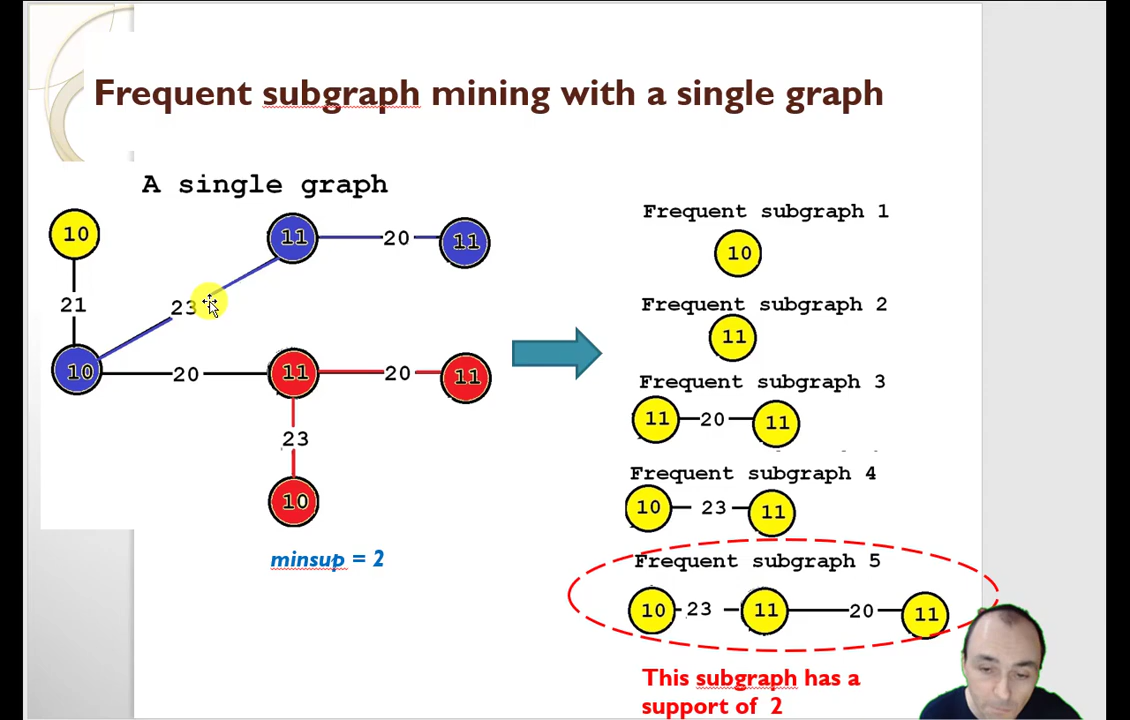 Frequent subgraph mining with a single graph
A single graph
10
11
20
11
21
23
10
20
11
20
11
23
10
minsup = 2
Frequent subgraph 1
10
Frequent subgraph 2
11
Frequent subgraph 3
11
20
11
Frequent subgraph 4
10
23
11
Frequent subgraph 5
10
23
11
20
11
This subgraph has a
support of 2